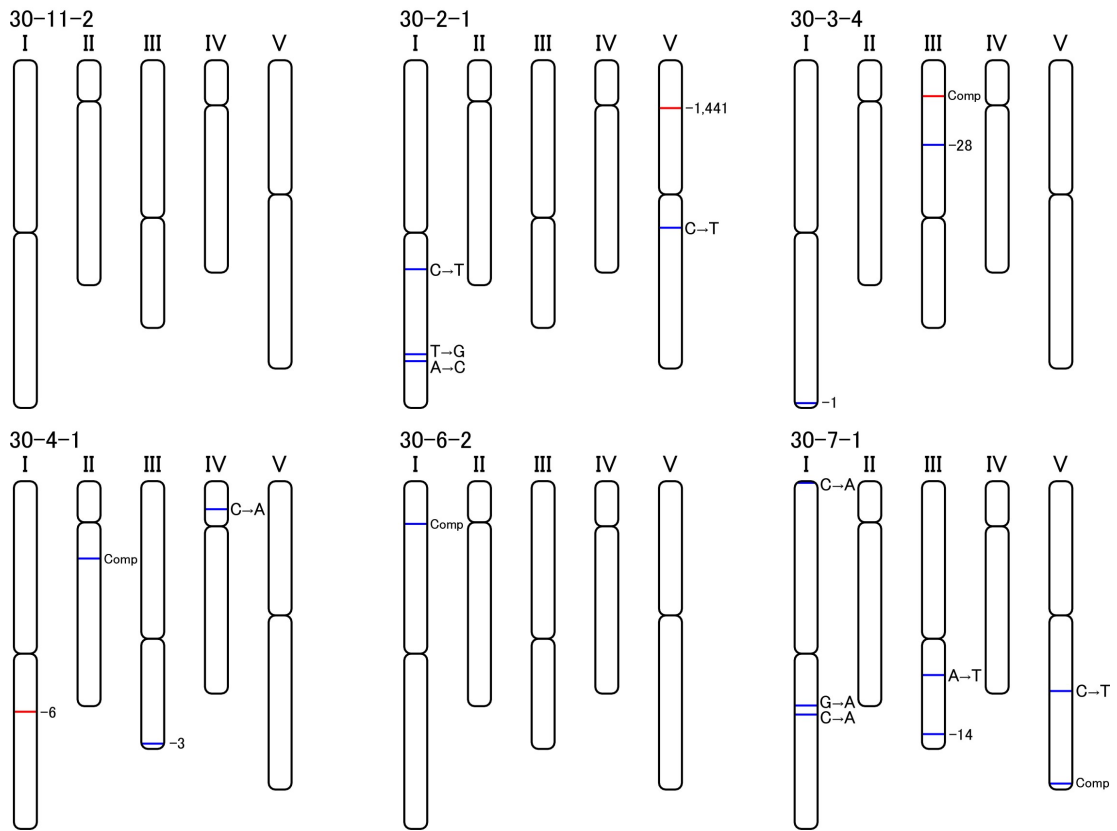 30-11-2
I II III IV V
30-2-1
I II III IV V
-1,441
C→T
C→T
T→G
A→C
30-3-4
I II III IV V
Comp
-28
-1
30-4-1
I II III IV V
C→A
Comp
-6
-3
30-6-2
I II III IV V
Comp
30-7-1
I II III IV V
C→A
A→T
C→T
G→A
C→A
-14
Comp